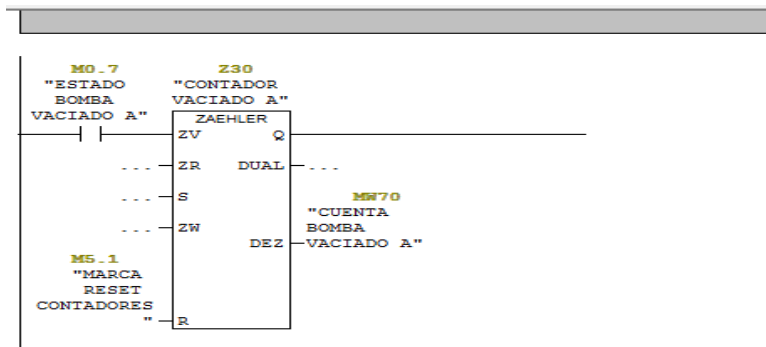 M0.7
"ESTADO
BOMBA
VACIADO A"
Z30
"CONTADOR
VACIADO A"
ZAEHLER
ZV Q
... ZR DUAL ...
... S
... ZW
MW70
"CUENTA
BOMBA
DEZ VACIADO A"
M5.1
"MARCA
RESET
CONTADORES
" R